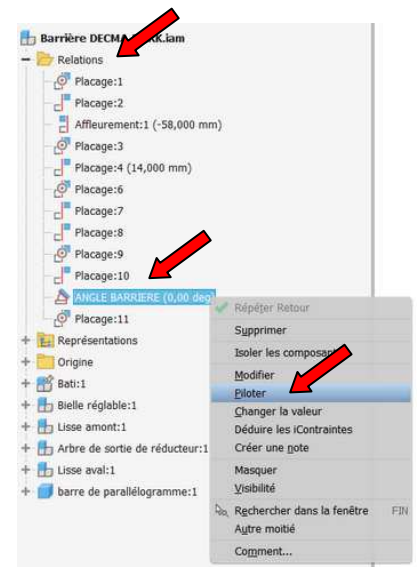 Barrière DECMA
.iam
Relations
Placage:1
Placage:2
Affleurement:1 (-58,000 mm)
Placage:3
Placage:4 (14,000 mm)
Placage:6
Placage:7
Placage:8
Placage:9
Placage:10
ANGLE BARRIERE (0,00 deg)
Placage:11
Représentations
Origine
Bati:1
Bielle réglable:1
Lisse amont:1
Arbre de sortie de réducteur:1
Lisse aval:1
barre de parallélogramme:1
Répéter Retour
Supprimer
Isoler les composants
Modifier
Piloter
Changer la valeur
Déduire les iContraintes
Créer une note
Masquer
Visibilité
Rechercher dans la fenêtre FIN
Autre moitié
Comment...